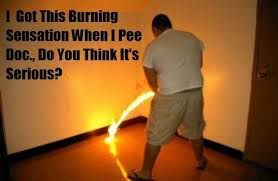 I Got This Burning
Sensation When I Pee
Doc., Do You Think It's
Serious?